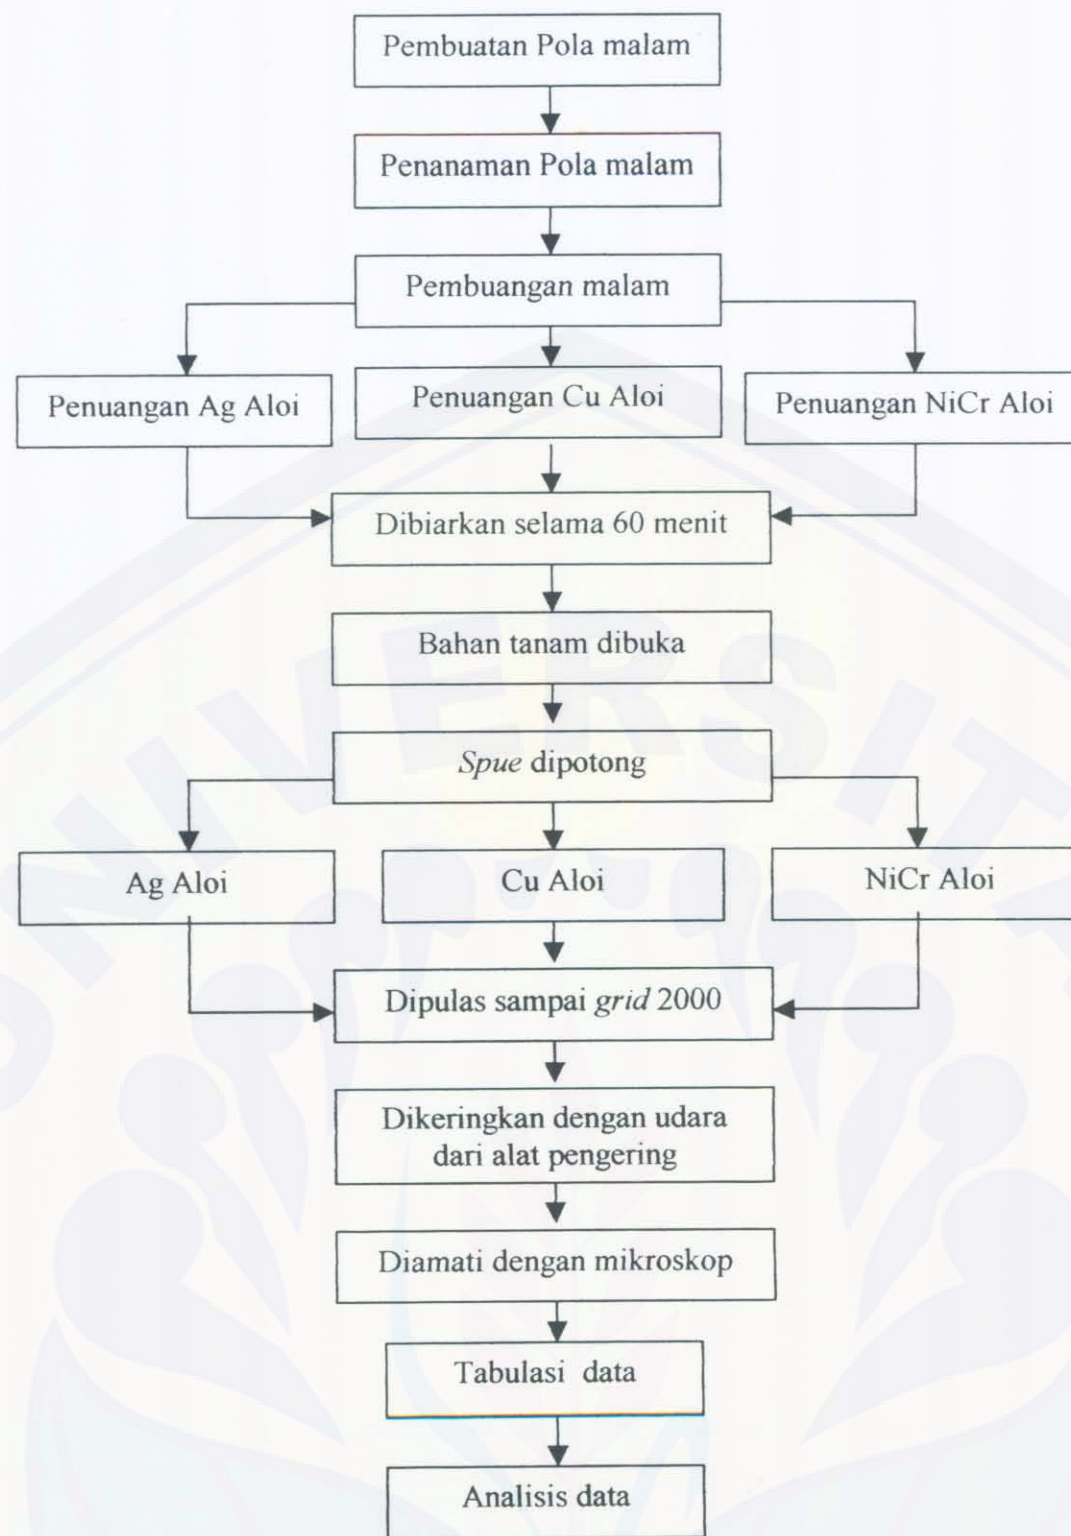 Pembuatan Pola malam
Penanaman Pola malam
Pembuangan malam
Penuangan Ag Aloi
Penuangan Cu Aloi
Penuangan NiCr Aloi
Dibiarkan selama 60 menit
Bahan tanam dibuka
Spue dipotong
Ag Aloi
Cu Aloi
NiCr Aloi
Dipulas sampai grid 2000
Dikeringkan dengan udara
dari alat pengering
Diamati dengan mikroskop
Tabulasi data
Analisis data
UNIVERSITA